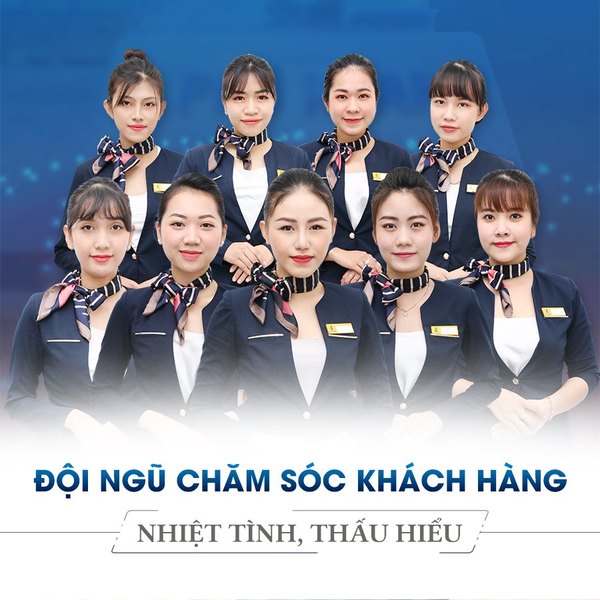 ĐỘI NGŨ CHĂM SÓC KHÁCH HÀNG
NHIỆT TÌNH, THẤU HIỂU